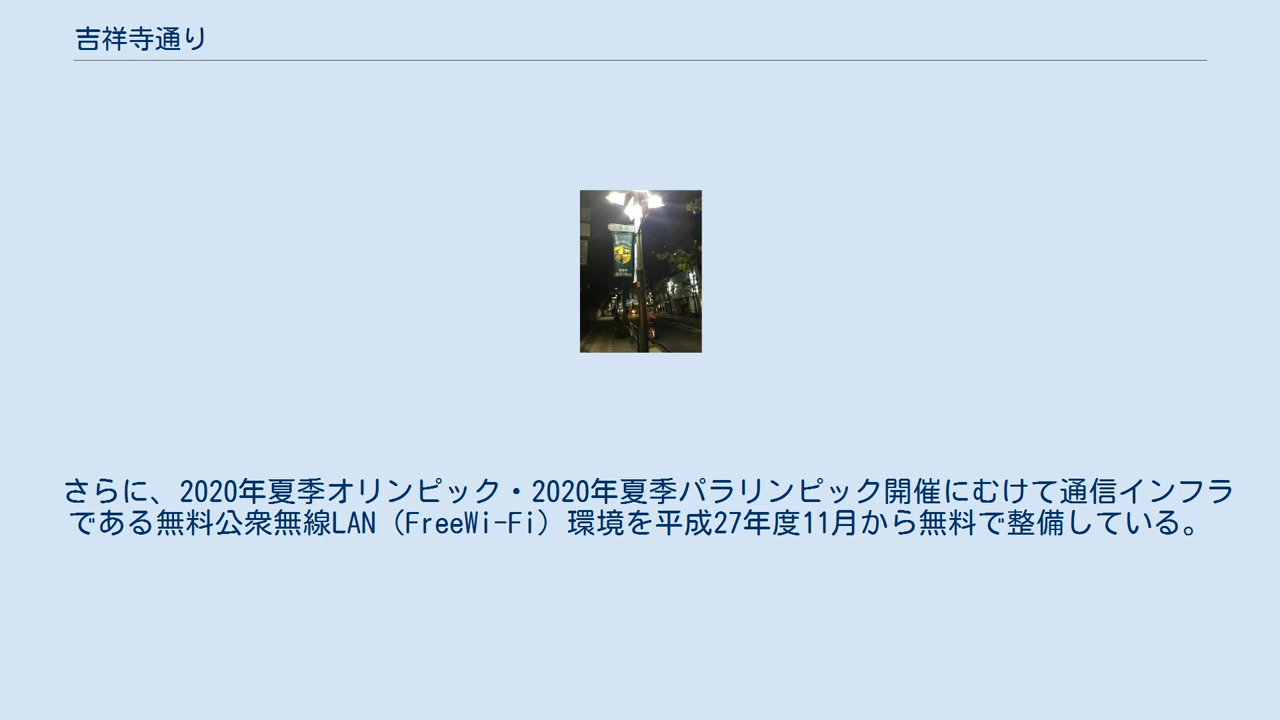 吉祥寺通り
さらに、2020年夏季オリンピック・2020年夏季パラリンピック開催にむけて通信インフラ
である無料公衆無線LAN（FreeWi-Fi）環境を平成27年度11月から無料で整備している。